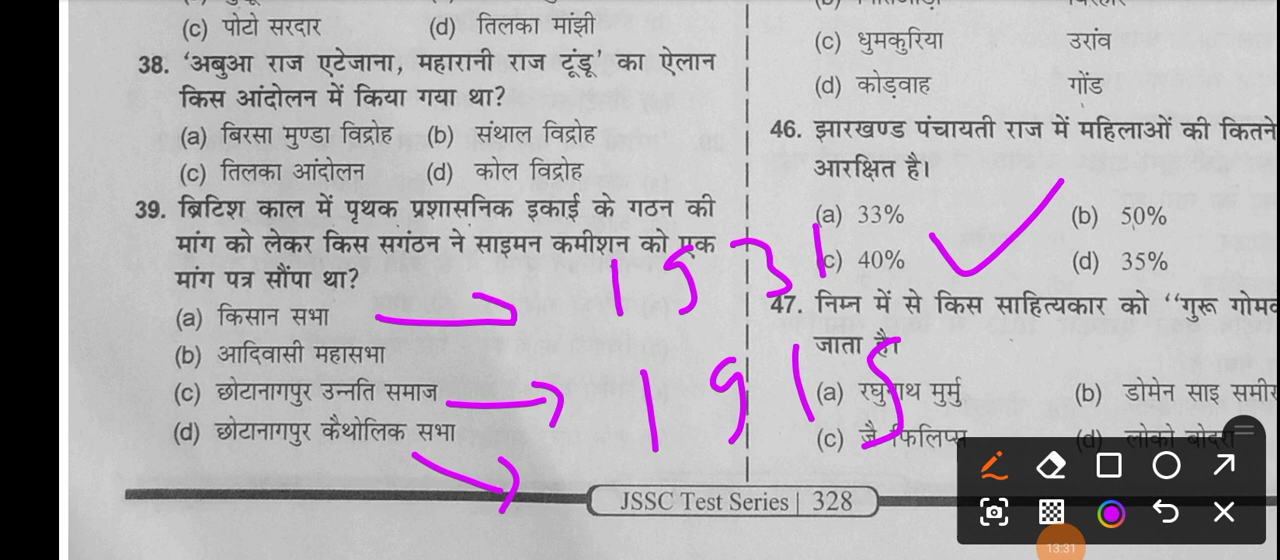 (c) पोटो सरदार (d) तिलका मांझी
38. ‘अबुआ राज एटेजाना, महारानी राज टूंडू’ का ऐलान
किस आंदोलन में किया गया था?
(a) बिरसा मुण्डा विद्रोह (b) संथाल विद्रोह
(c) तिलका आंदोलन (d) कोल विद्रोह
39. ब्रिटिश काल में पृथक प्रशासनिक इकाई के गठन की
मांग को लेकर किस सगंठन ने साइमन कमीशन को एक
मांग पत्र सौंपा था?
(a) किसान सभा
(b) आदिवासी महासभा
(c) छोटानागपुर उन्नति समाज
(d) छोटानागपुर कैथोलिक सभा
1931
1915
(c) धुमकुरिया उरांव
(d) कोड़वाह गोंड
46. झारखण्ड पंचायती राज में महिलाओं की कितने
आरक्षित है।
(a) 33% (b) 50%
(c) 40% (d) 35%
47. निम्न में से किस साहित्यकार को ‘‘गुरू
जाता है।
(a) रघुनाथ मुर्मु (b) डोमेन साइ
(c) जै फिलिप्स (d) लोको बोदरा
JSSC Test Series | 328
13:31